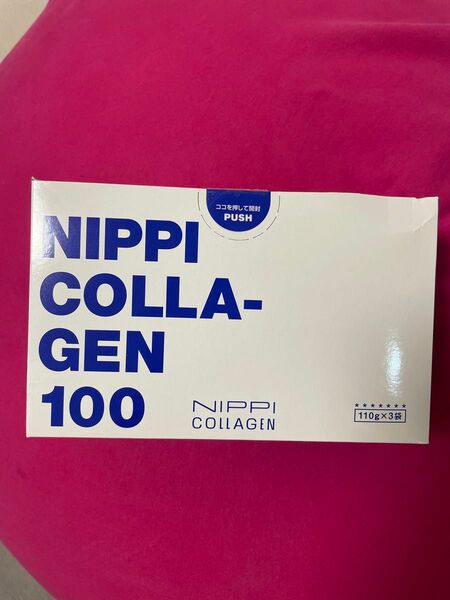 ココを押して開封
PUSH
NIPPI
COLLA-
GEN
100
NIPPI
COLLAGEN
★★★★★★★
110g×3袋